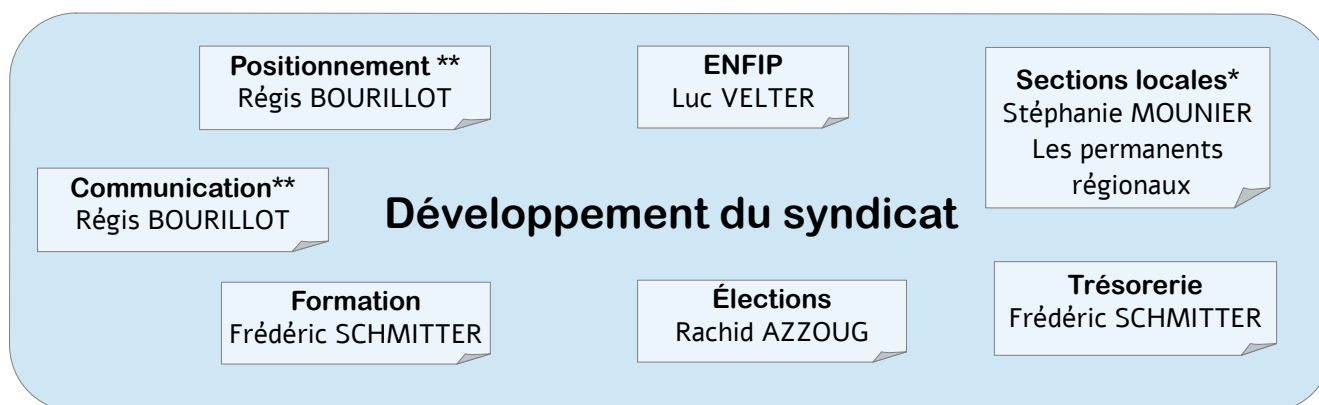 Positionnement **
Régis BOURILLOT
ENFIP
Luc VELTER
Sections locales*
Stéphanie MOUNIER
Les permanents
régionaux
Communication**
Régis BOURILLOT
Développement du syndicat
Formation
Frédéric SCHMITTER
Élections
Rachid AZZOUG
Trésorerie
Frédéric SCHMITTER